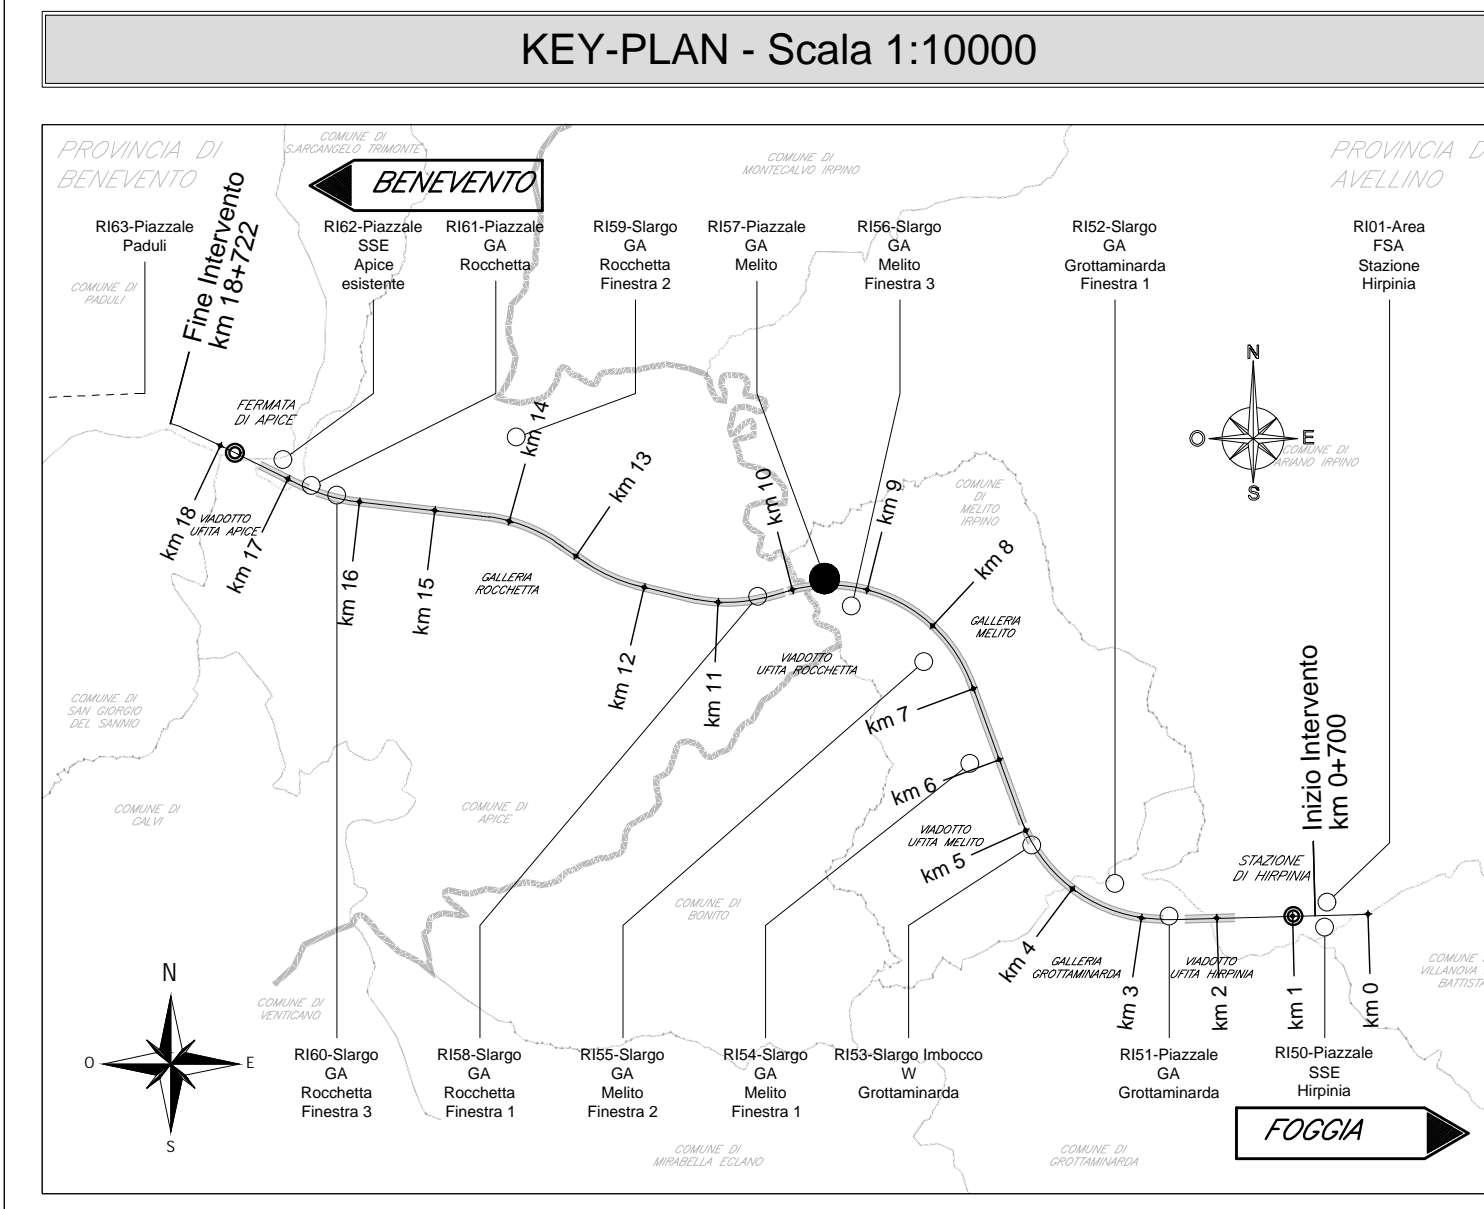 KEY-PLAN - Scala 1:10000
PROVINCIA DI
BENEVENTO
COMUNE DI
S.ARCANGELO TRIMONTE
BENEVENTO
COMUNE DI
MONTECALVO IRPINO
PROVINCIA D
AVELLINO
RI63-Piazzale
Paduli
Fine Intervento
km 18+722
RI62-Piazzale
SSE
Apice
esistente
RI61-Piazzale
GA
Rocchetta
RI59-Slargo
GA
Rocchetta
Finestra 2
RI57-Piazzale
GA
Melito
RI56-Slargo
GA
Melito
Finestra 3
RI52-Slargo
GA
Grottaminarda
Finestra 1
RI01-Area
FSA
Stazione
Hirpinia
COMUNE DI
PADULI
N
O
E
S
COMUNE DI
ARIANO IRPINO
FERMATA
DI APICE
km 14
km 13
km 10
km 9
COMUNE
DI
MELITO
IRPINO
km 18
VIADOTTO
UFITA APICE
km 17
km 16
km 15
GALLERIA
ROCCHETTA
km 8
GALLERIA
MELITO
km 12
km 11
VIADOTTO
UFITA ROCCHETTA
km 7
COMUNE DI
SAN GIORGIO
DEL SANNIO
Inizio Intervento
km 0+700
km 6
COMUNE DI
CALVI
COMUNE DI
APICE
VIADOTTO
UFITA MELITO
km 5
STAZIONE
DI HIRPINIA
COMUNE DI
BONITO
km 4
GALLERIA
GROTTAMINARDA
km 3
VIADOTTO
UFITA HIRPINIA
km 2
km 1
km 0
COMUNE
VILLANOVA
BATTISTA
COMUNE DI
VENTICANO
N
O
E
S
RI60-Slargo
GA
Rocchetta
Finestra 3
RI58-Slargo
GA
Rocchetta
Finestra 1
RI55-Slargo
GA
Melito
Finestra 2
RI54-Slargo
GA
Melito
Finestra 1
RI53-Slargo Imbocco
W
Grottaminarda
RI51-Piazzale
GA
Grottaminarda
RI50-Piazzale
SSE
Hirpinia
FOGGIA
COMUNE DI
MIRABELLA ECLANO
COMUNE DI
GROTTAMINARDA